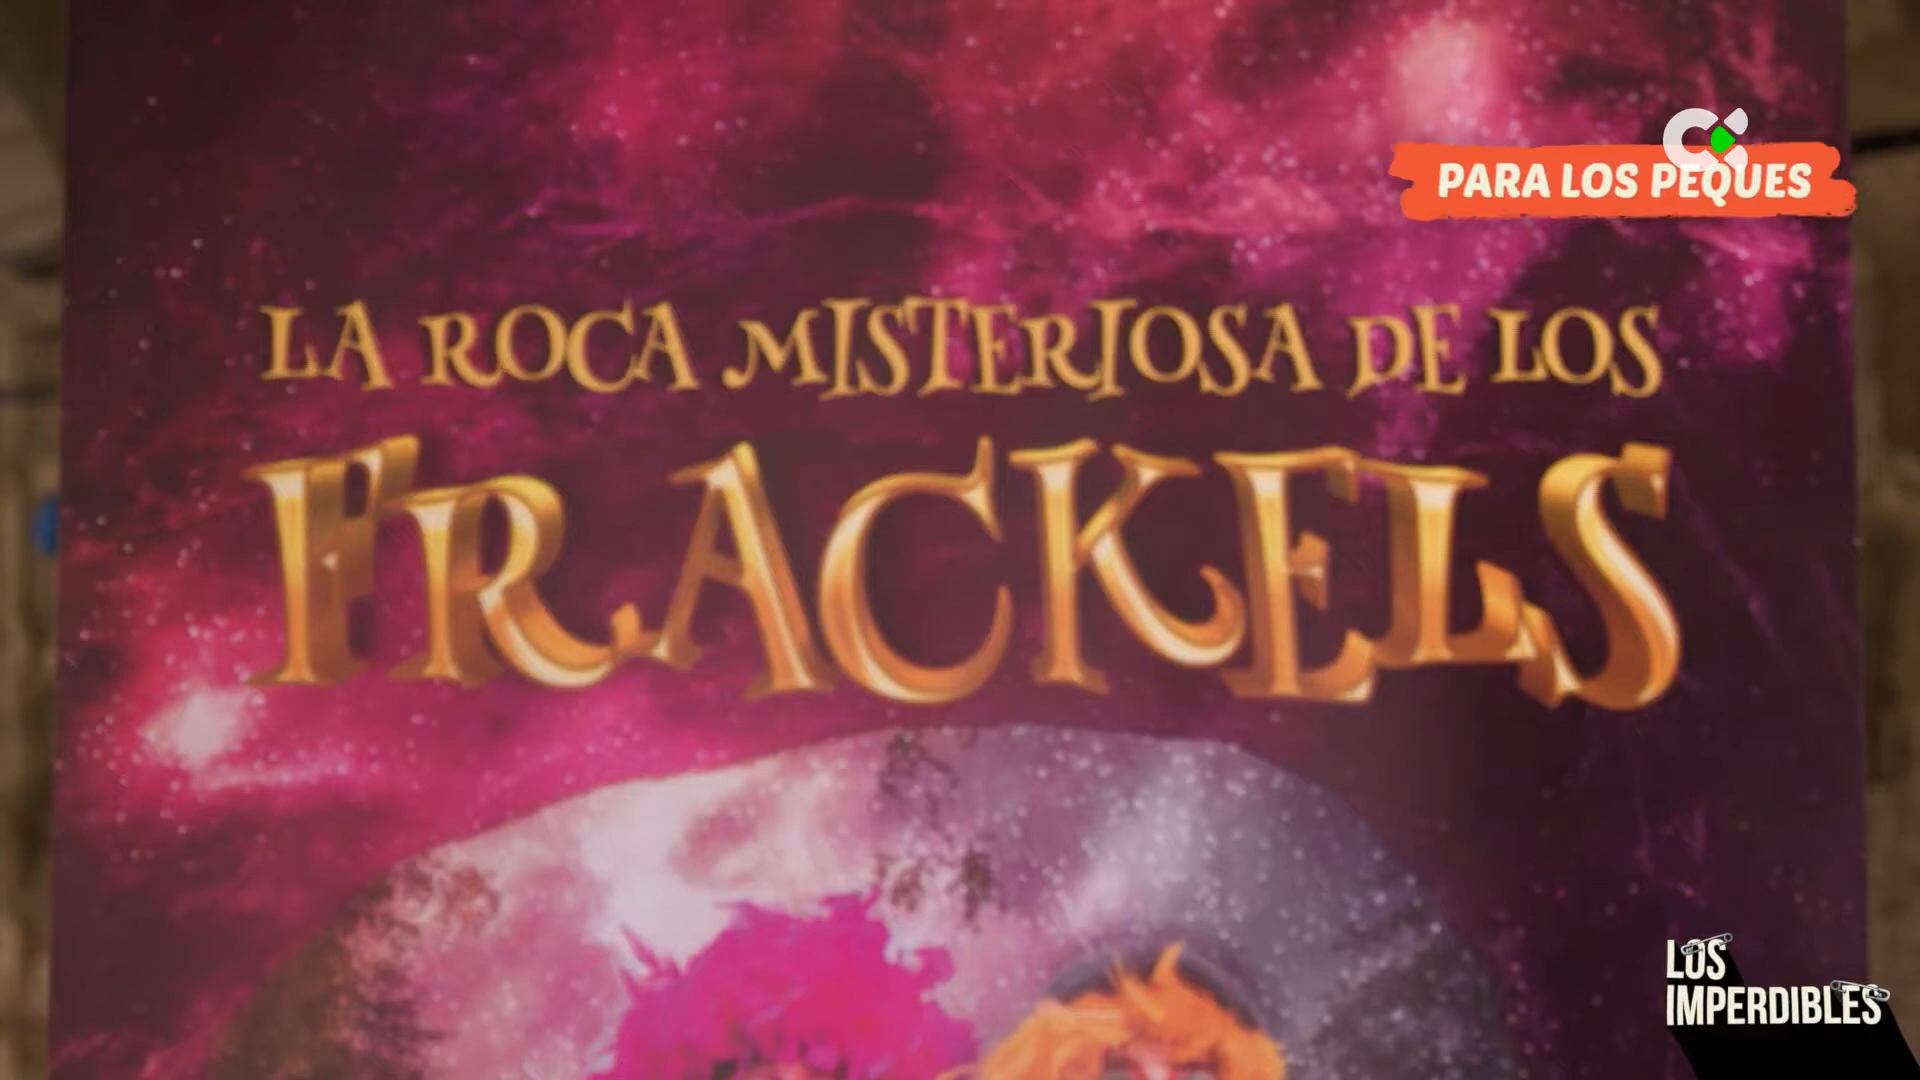 PARA LOS PEQUES
LA ROCA MISTERIOSA DE LOS
FRACKELS
LOS
IMPERDIBLES